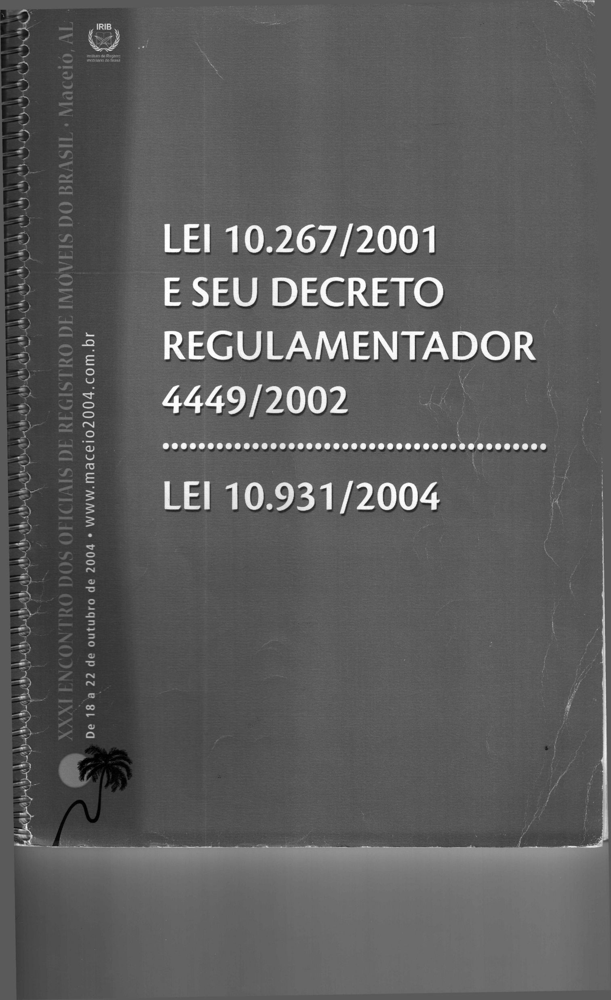 IRIB
Instituto de Registro
Imobiliário do Brasil
XXXI ENCONTRO DOS OFICIAIS DE REGISTRO DE IMÓVEIS DO BRASIL • Maceió, AL
De 18 a 22 de outubro de 2004 • www.maceio2004.com.br
LEI 10.267/2001
E SEU DECRETO
REGULAMENTADOR
4449/2002
LEI 10.931/2004